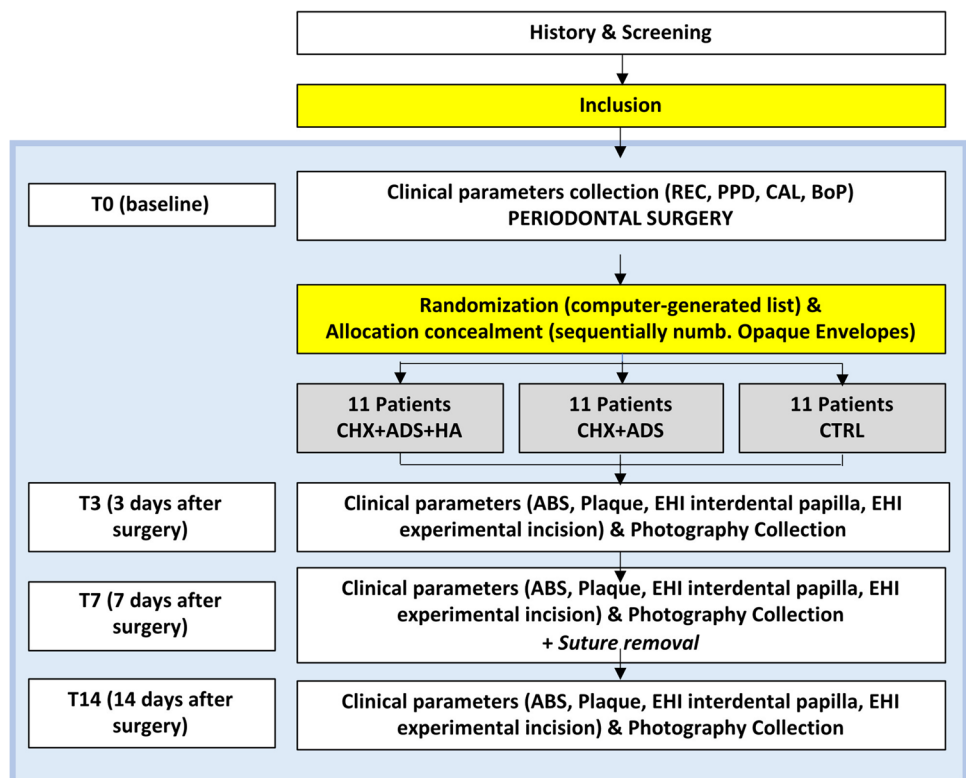 History & Screening
Inclusion
T0 (baseline)
Clinical parameters collection (REC, PPD, CAL, BoP)
PERIODONTAL SURGERY
Randomization (computer-generated list) &
Allocation concealment (sequentially numb. Opaque Envelopes)
11 Patients
CHX+ADS+HA
11 Patients
CHX+ADS
11 Patients
CTRL
T3 (3 days after
surgery)
Clinical parameters (ABS, Plaque, EHI interdental papilla, EHI
experimental incision) & Photography Collection
T7 (7 days after
surgery)
Clinical parameters (ABS, Plaque, EHI interdental papilla, EHI
experimental incision) & Photography Collection
+ Suture removal
T14 (14 days after
surgery)
Clinical parameters (ABS, Plaque, EHI interdental papilla, EHI
experimental incision) & Photography Collection